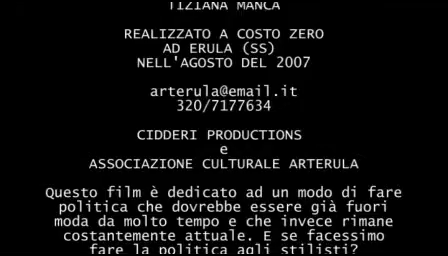 TIZIANA MANCA
REALIZZATO A COSTO ZERO
AD ERULA (SS)
NELL'AGOSTO DEL 2007
arterula@email.it
320/7177634
CIDDERI PRODUCTIONS
e
ASSOCIAZIONE CULTURALE ARTERULA
Questo film è dedicato ad un modo di fare
politica che dovrebbe essere già fuori
moda da molto tempo e che invece rimane
costantemente attuale. E se facessimo
fare la politica agli stilisti?